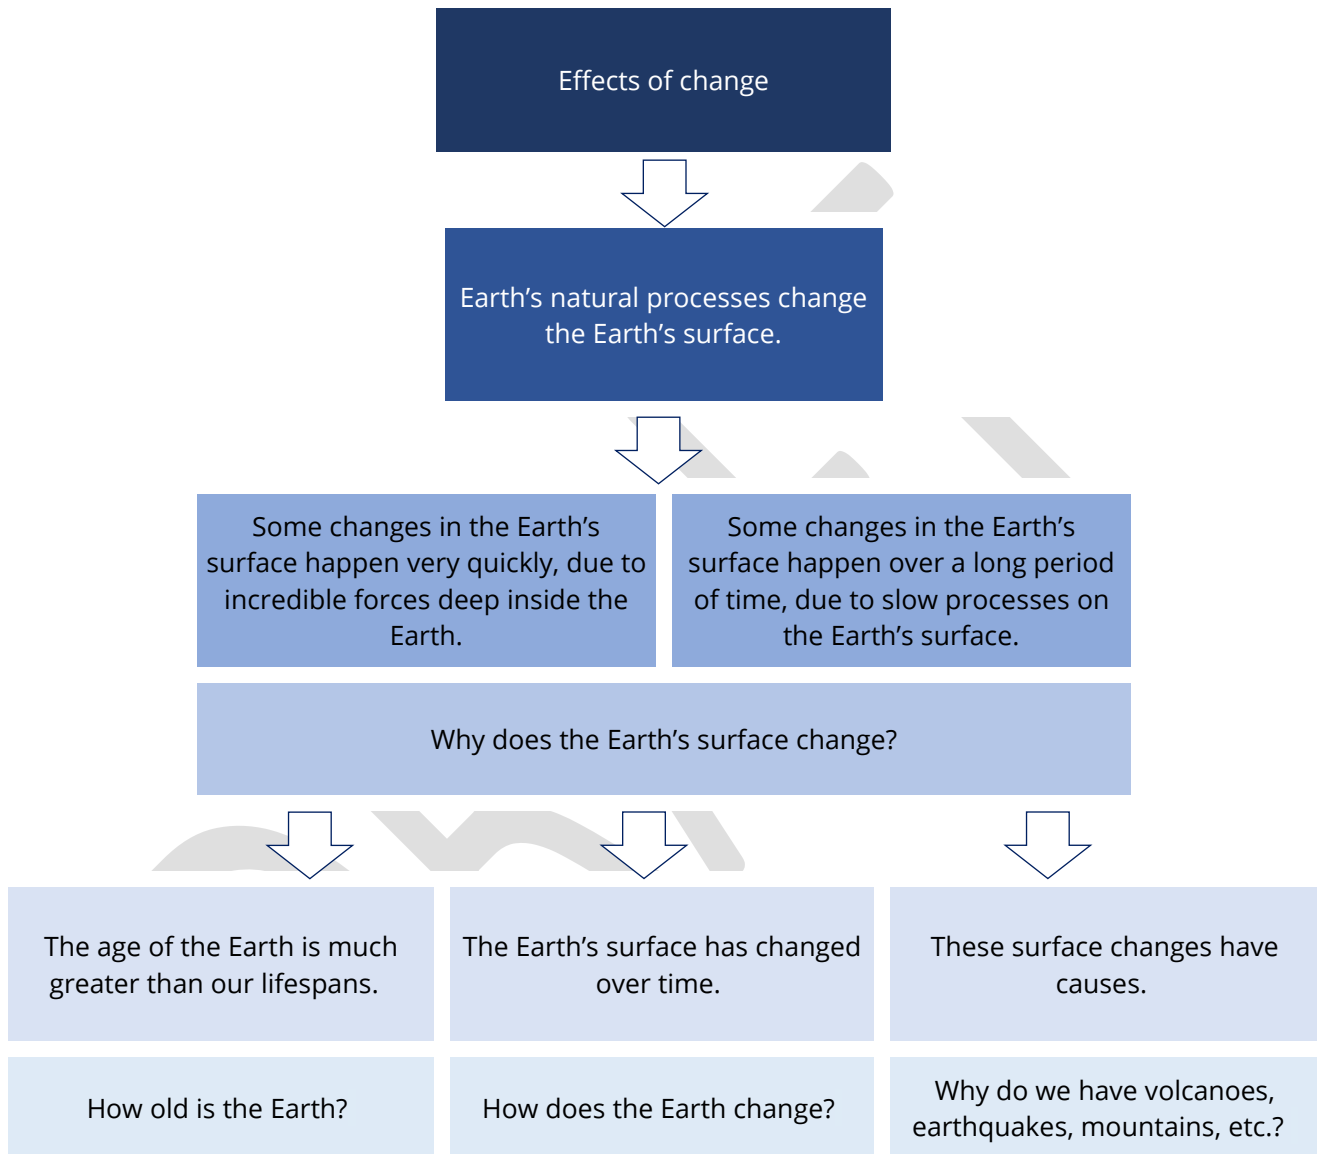 Effects of change
Earth’s natural processes change
the Earth’s surface.
Some changes in the Earth’s
surface happen very quickly, due to
incredible forces deep inside the
Earth.
Some changes in the Earth’s
surface happen over a long period
of time, due to slow processes on
the Earth’s surface.
Why does the Earth’s surface change?
The age of the Earth is much
greater than our lifespans.
The Earth’s surface has changed
over time.
These surface changes have
causes.
How old is the Earth?
How does the Earth change?
Why do we have volcanoes,
earthquakes, mountains, etc.?